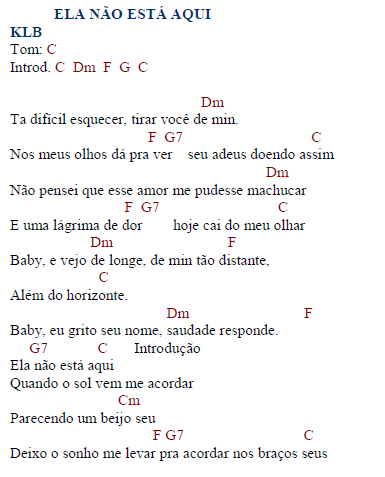 ELA NÃO ESTÁ AQUI
KLB
Tom: C
Introd. C Dm F G C
Dm
Ta difícil esquecer, tirar você de min.
F G7 C
Nos meus olhos dá pra ver seu adeus doendo assim
Dm
Não pensei que esse amor me pudesse machucar
F G7 C
E uma lágrima de dor hoje cai do meu olhar
Dm F
Baby, e vejo de longe, de min tão distante,
C
Além do horizonte.
Dm F
Baby, eu grito seu nome, saudade responde.
G7 C Introdução
Ela não está aqui
Quando o sol vem me acordar
Cm
Parecendo um beijo seu
F G7 C
Deixo o sonho me levar pra acordar nos braços seus